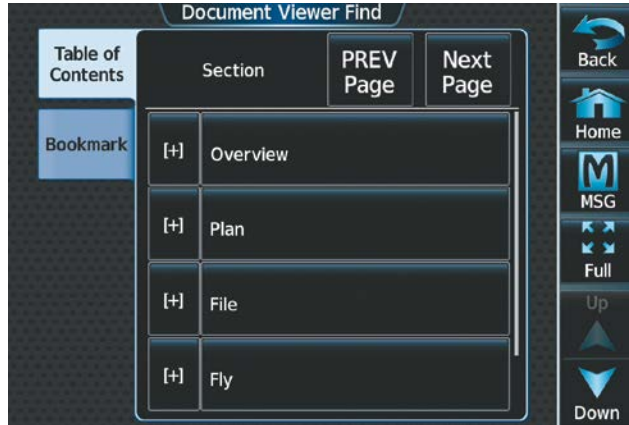 Document Viewer Find
Table of
Contents
Section
PREV
Page
Next
Page
Back
Bookmark
[+] Overview
Home
MSG
[+] Plan
Full
[+] File
Up
[+] Fly
Down